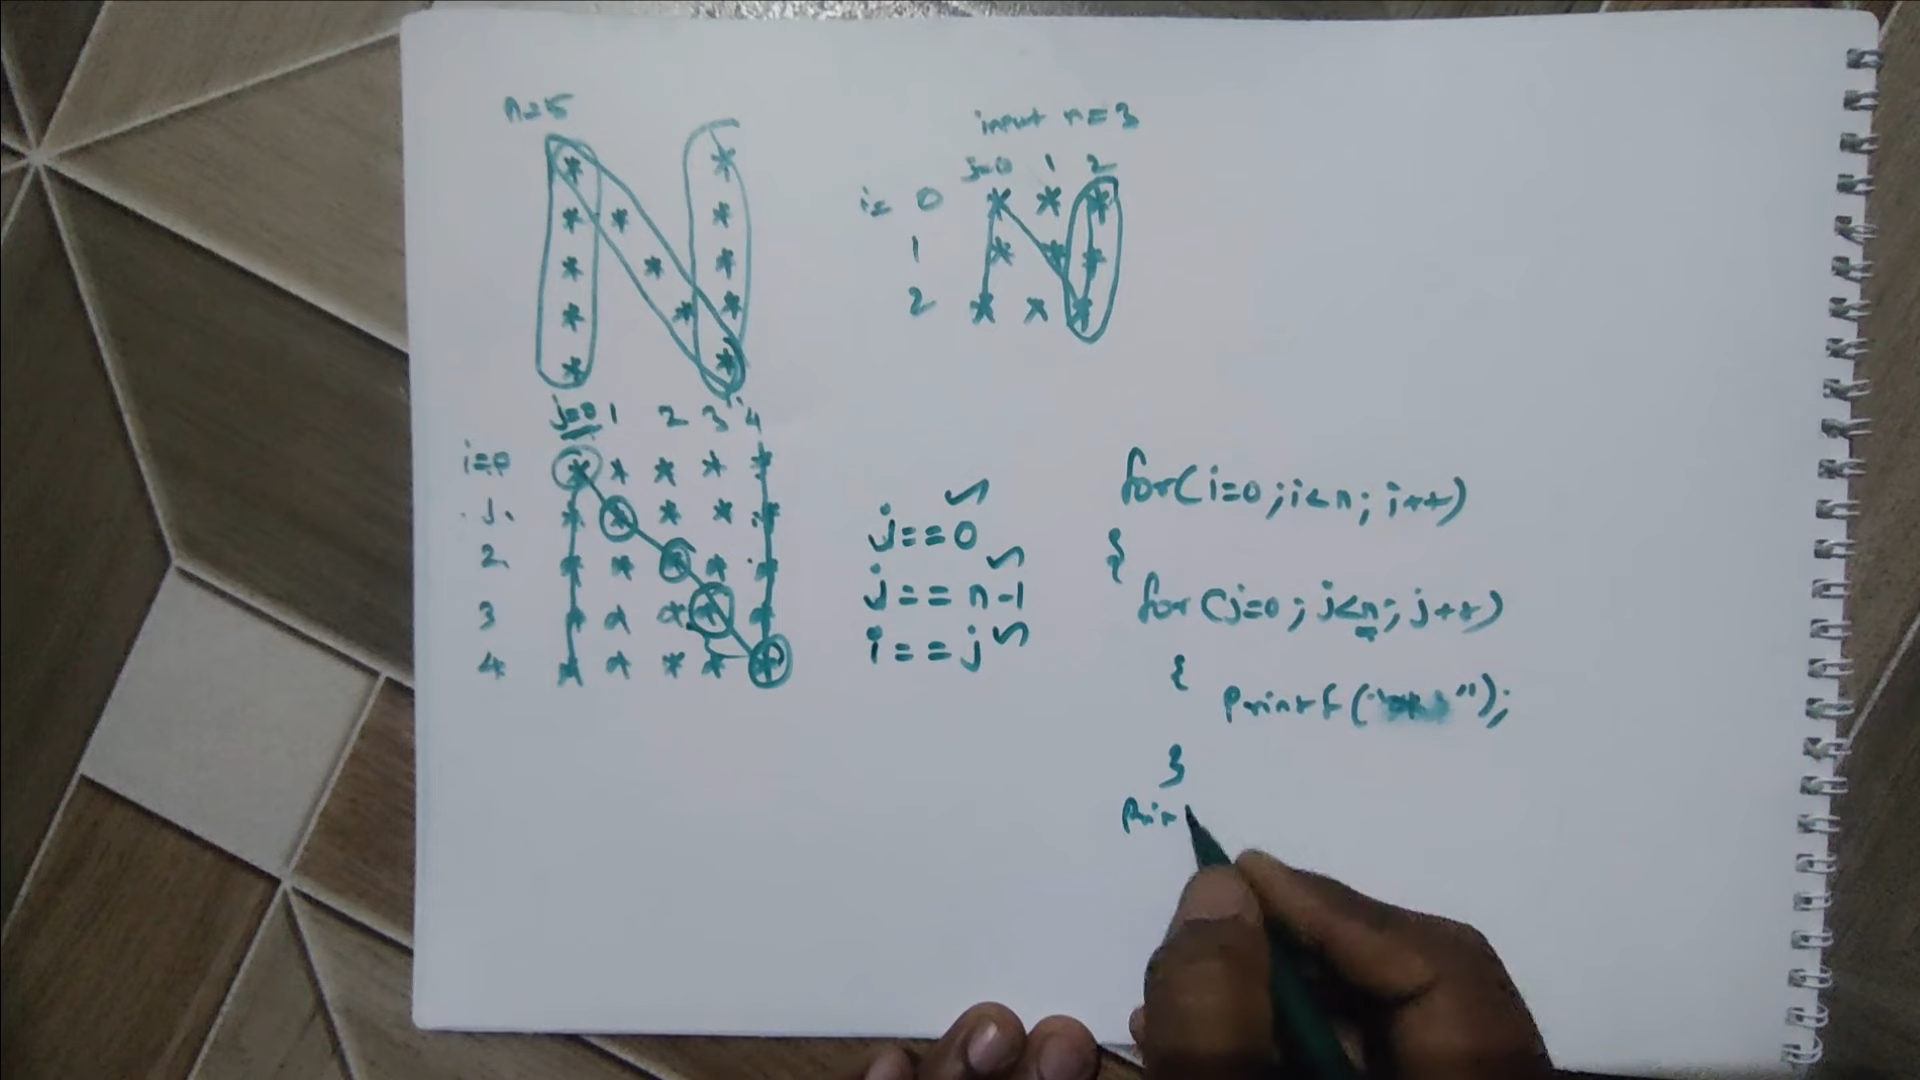 n=5
*
*
* *
*
* *
*
* *
*
* *
*
*
input n=3
j=0 1 2
i= 0 * * *
1 * * *
2 * * *
j=0 1 2 3 4
i=0 * * * * *
1 * * * * *
2 * * * * *
3 * * * * *
4 * * * * *
j==0
j==n-1
i==j
for(i=0;i<n;i++)
{
for(j=0;j<n;j++)
{ printf(" ");
}
prin